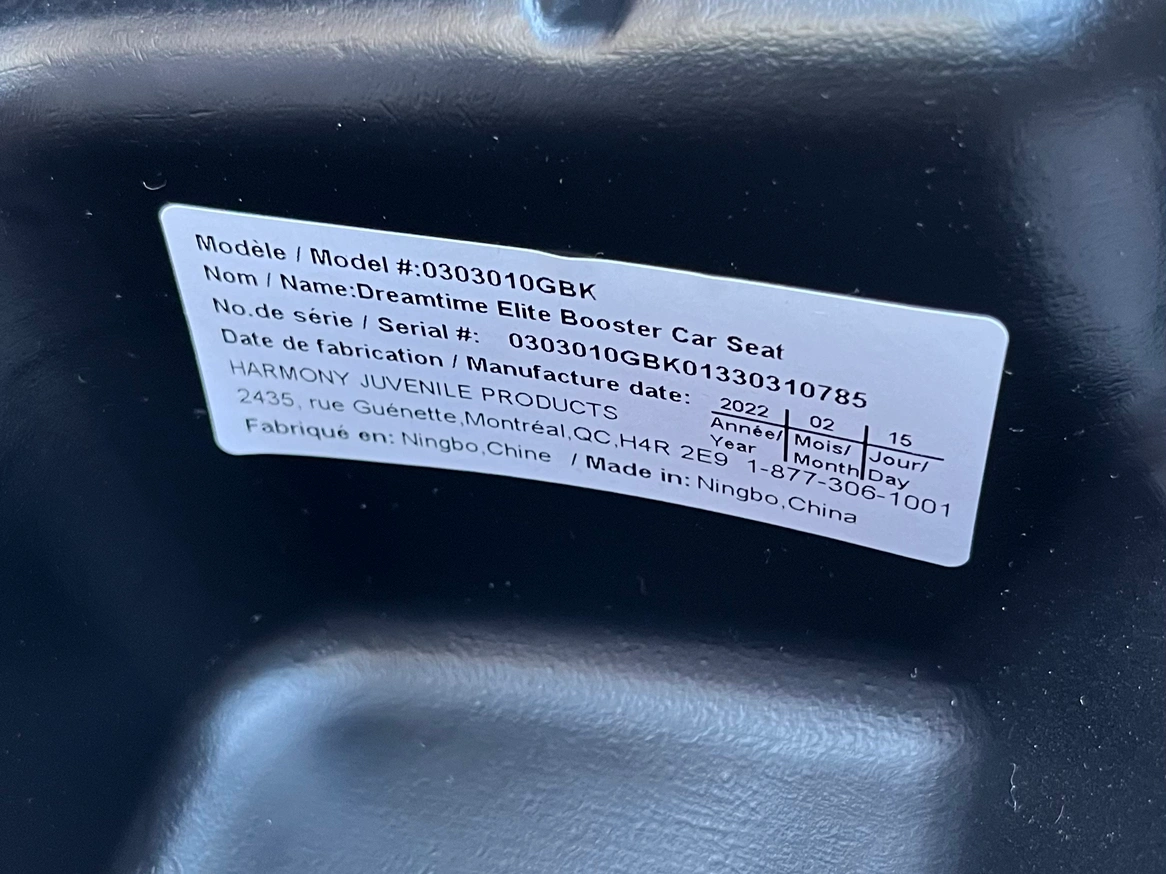 Modèle / Model #:0303010GBK
Nom / Name:Dreamtime Elite Booster Car Seat
No.de série / Serial #: 0303010GBK01330310785
Date de fabrication / Manufacture date: 2022 02 15
Année/ Mois/ Jour/
Year Month Day
HARMONY JUVENILE PRODUCTS
2435, rue Guénette,Montréal,QC,H4R 2E9 1-877-306-1001
Fabriqué en: Ningbo,Chine / Made in: Ningbo,China